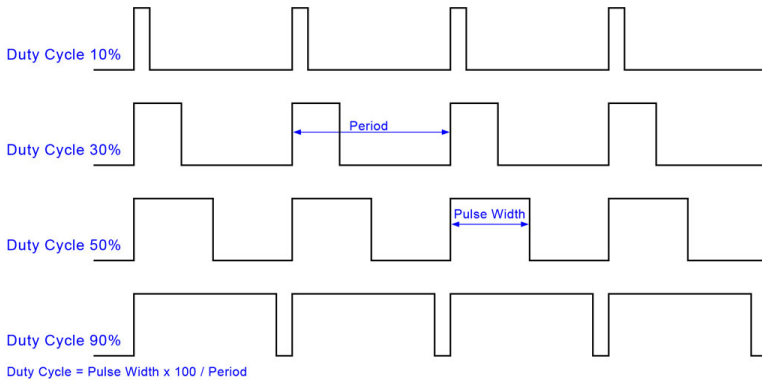 Duty Cycle 10%
Duty Cycle 30%
Period
Duty Cycle 50%
Pulse Width
Duty Cycle 90%
Duty Cycle = Pulse Width x 100 / Period